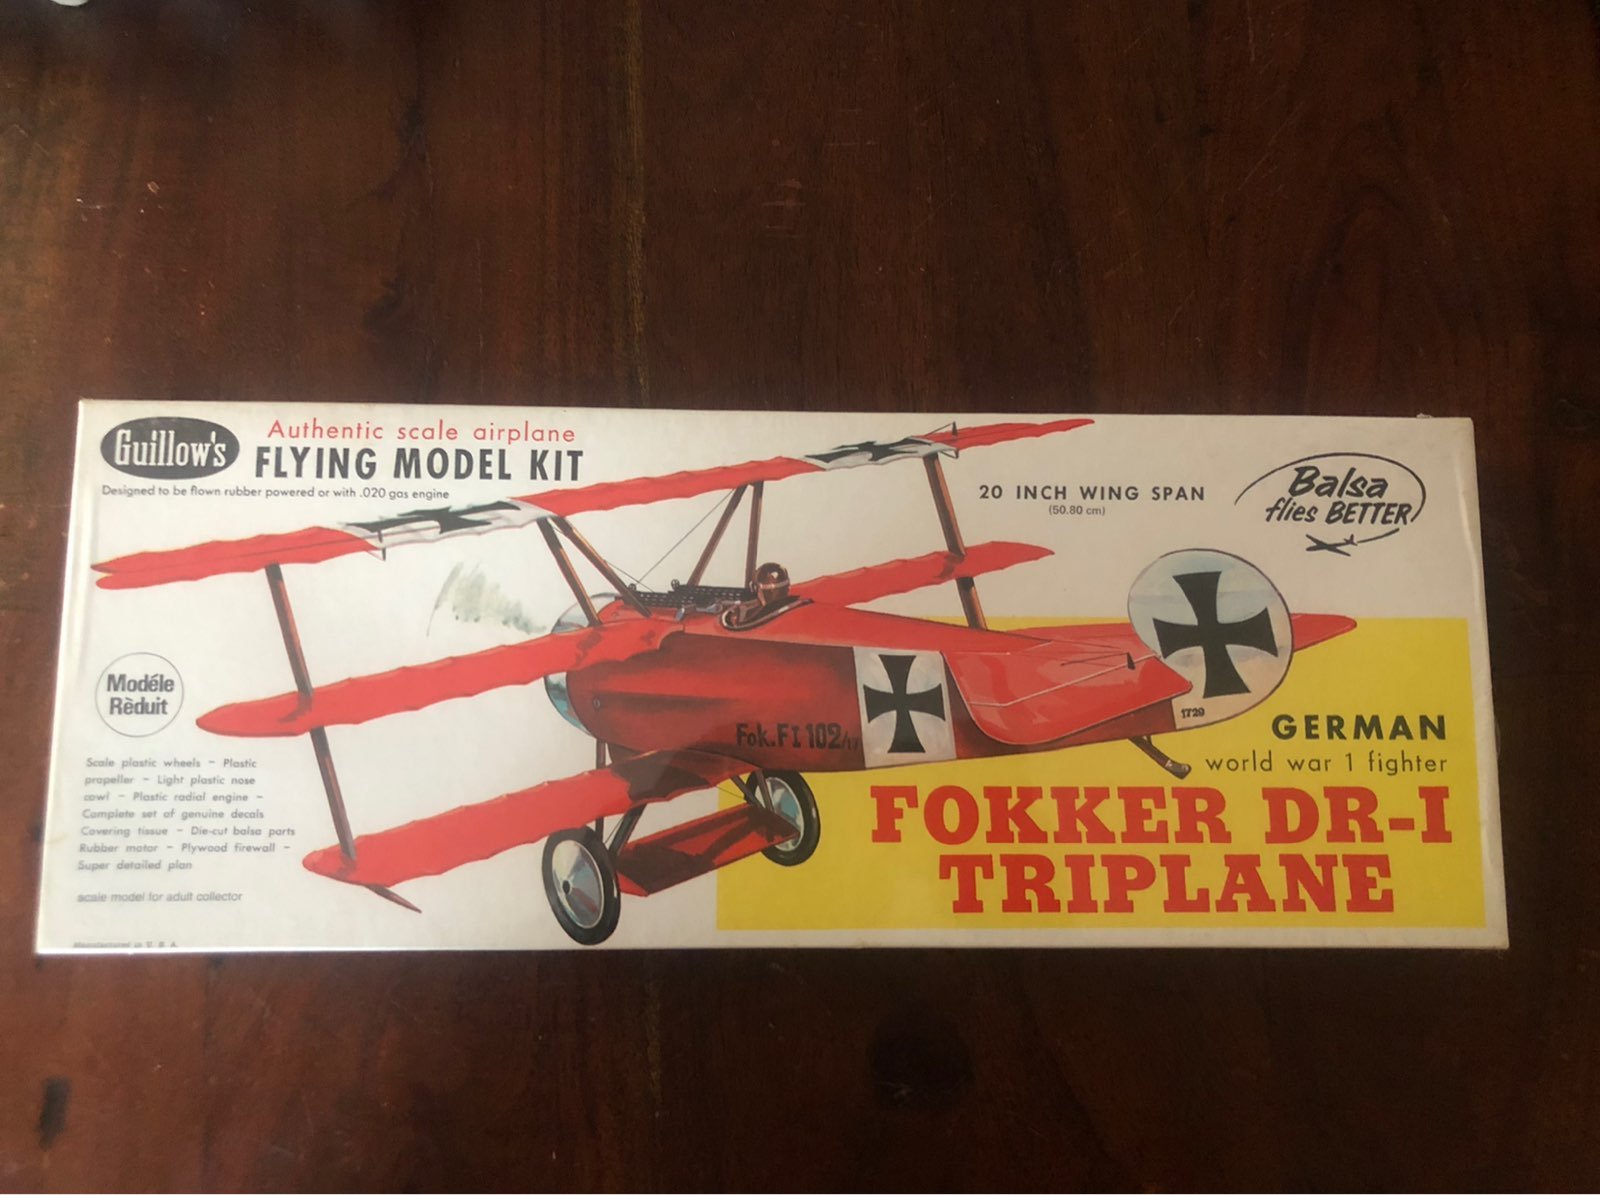 Guillow's
Authentic scale airplane
FLYING MODEL KIT
Designed to be flown rubber powered or with .020 gas engine
20 INCH WING SPAN
(50.80 cm)
Balsa
flies BETTER
Modéle
Rèduit
Scale plastic wheels – Plastic
propeller – Light plastic nose
cowl – Plastic radial engine –
Complete set of genuine decals
Covering tissue – Die-cut balsa parts
Rubber motor – Plywood firewall –
Super detailed plan
scale model for adult collector
Manufactured in U. S. A.
Fok.F I 102/17
1729
GERMAN
world war 1 fighter
FOKKER DR-I
TRIPLANE